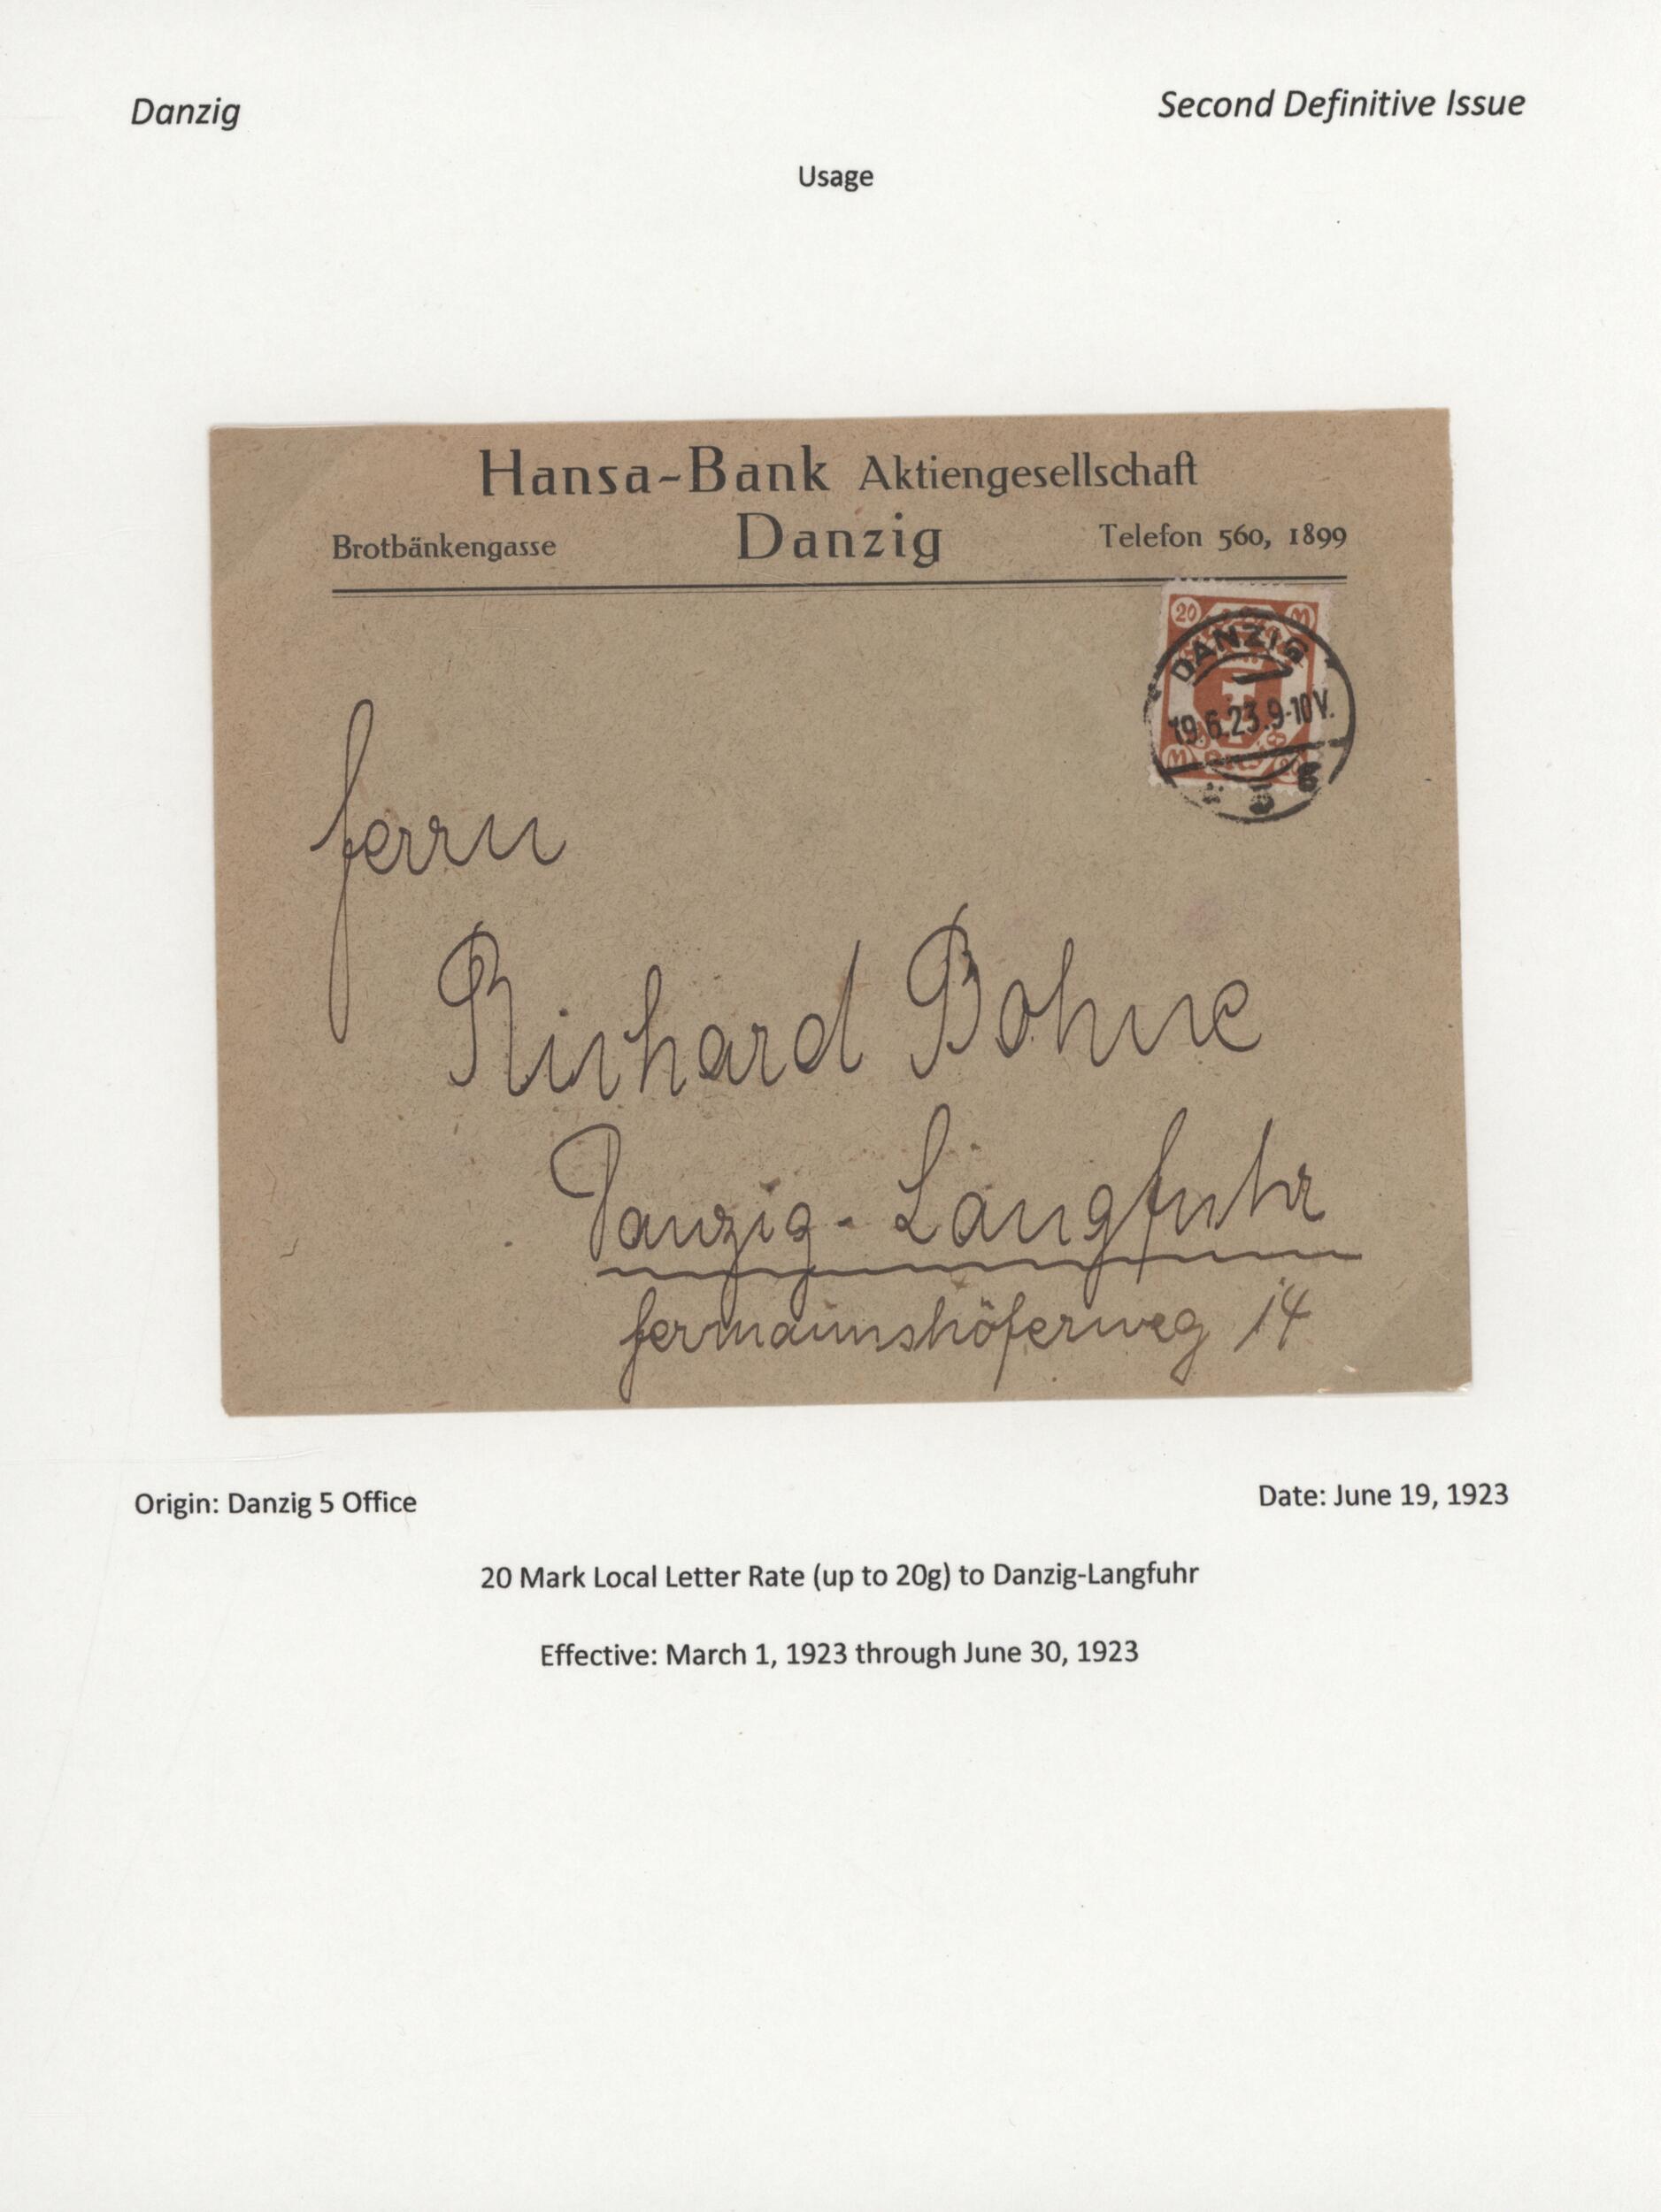 Danzig
Second Definitive Issue
Usage
Hansa-Bank Aktiengesellschaft
Brotbänkengasse Danzig Telefon 560, 1899
20 M
DANZIG
19.6.23.9-10V.
5
Herrn
Richard Bohne
Danzig-Langfuhr
Hermannshöferweg 14
Origin: Danzig 5 Office
Date: June 19, 1923
20 Mark Local Letter Rate (up to 20g) to Danzig-Langfuhr
Effective: March 1, 1923 through June 30, 1923